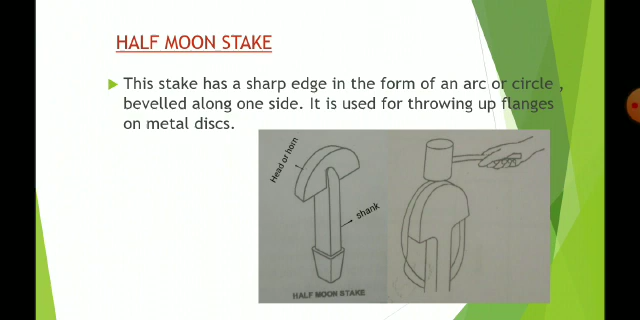 HALF MOON STAKE
This stake has a sharp edge in the form of an arc or circle ,
bevelled along one side. It is used for throwing up flanges
on metal discs.
Head or horn
shank
HALF MOON STAKE